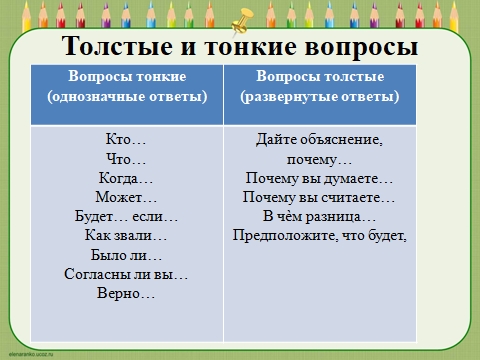 Толстые и тонкие вопросы
Вопросы тонкие
(однозначные ответы)
Вопросы толстые
(развернутые ответы)
Кто…
Что…
Когда…
Может…
Будет… если…
Как звали…
Было ли…
Согласны ли вы…
Верно…
Дайте объяснение,
почему…
Почему вы думаете…
Почему вы считаете…
В чѐм разница…
Предположите, что будет,
elenaranko.ucoz.ru